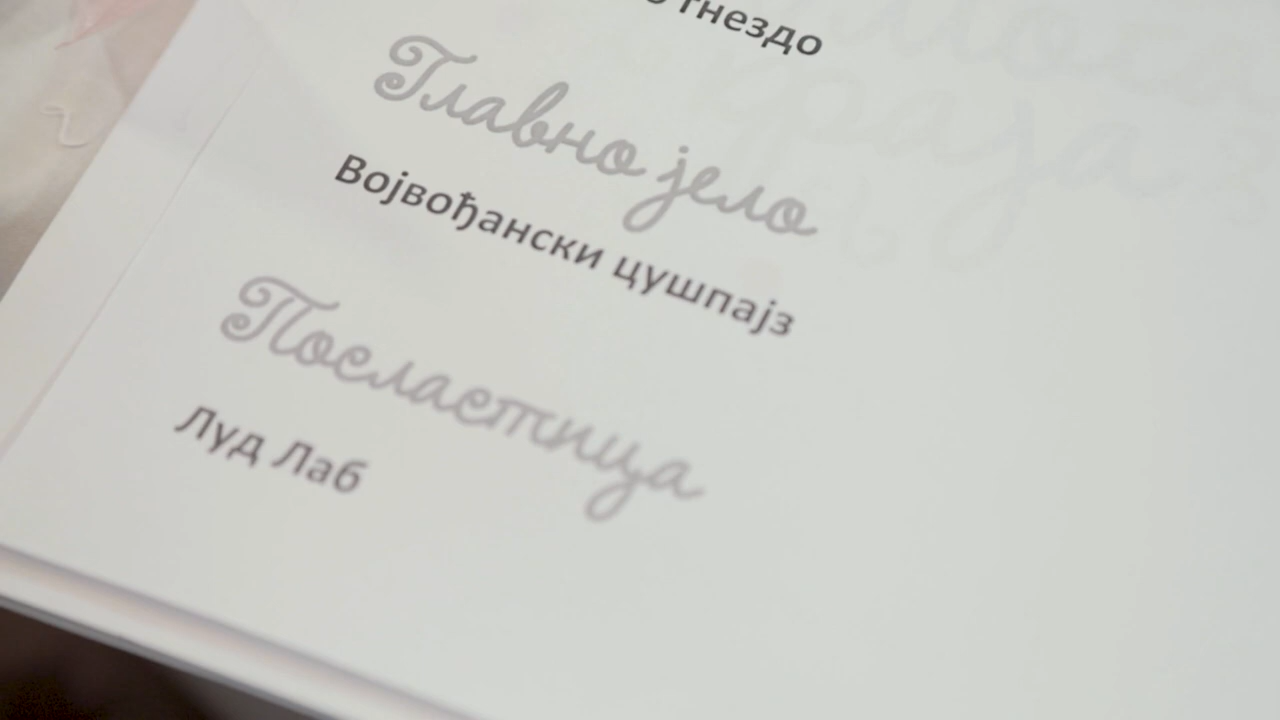 гнездо
Главно јело
Војвођански цушпајз
Посластица
Луд Лаб